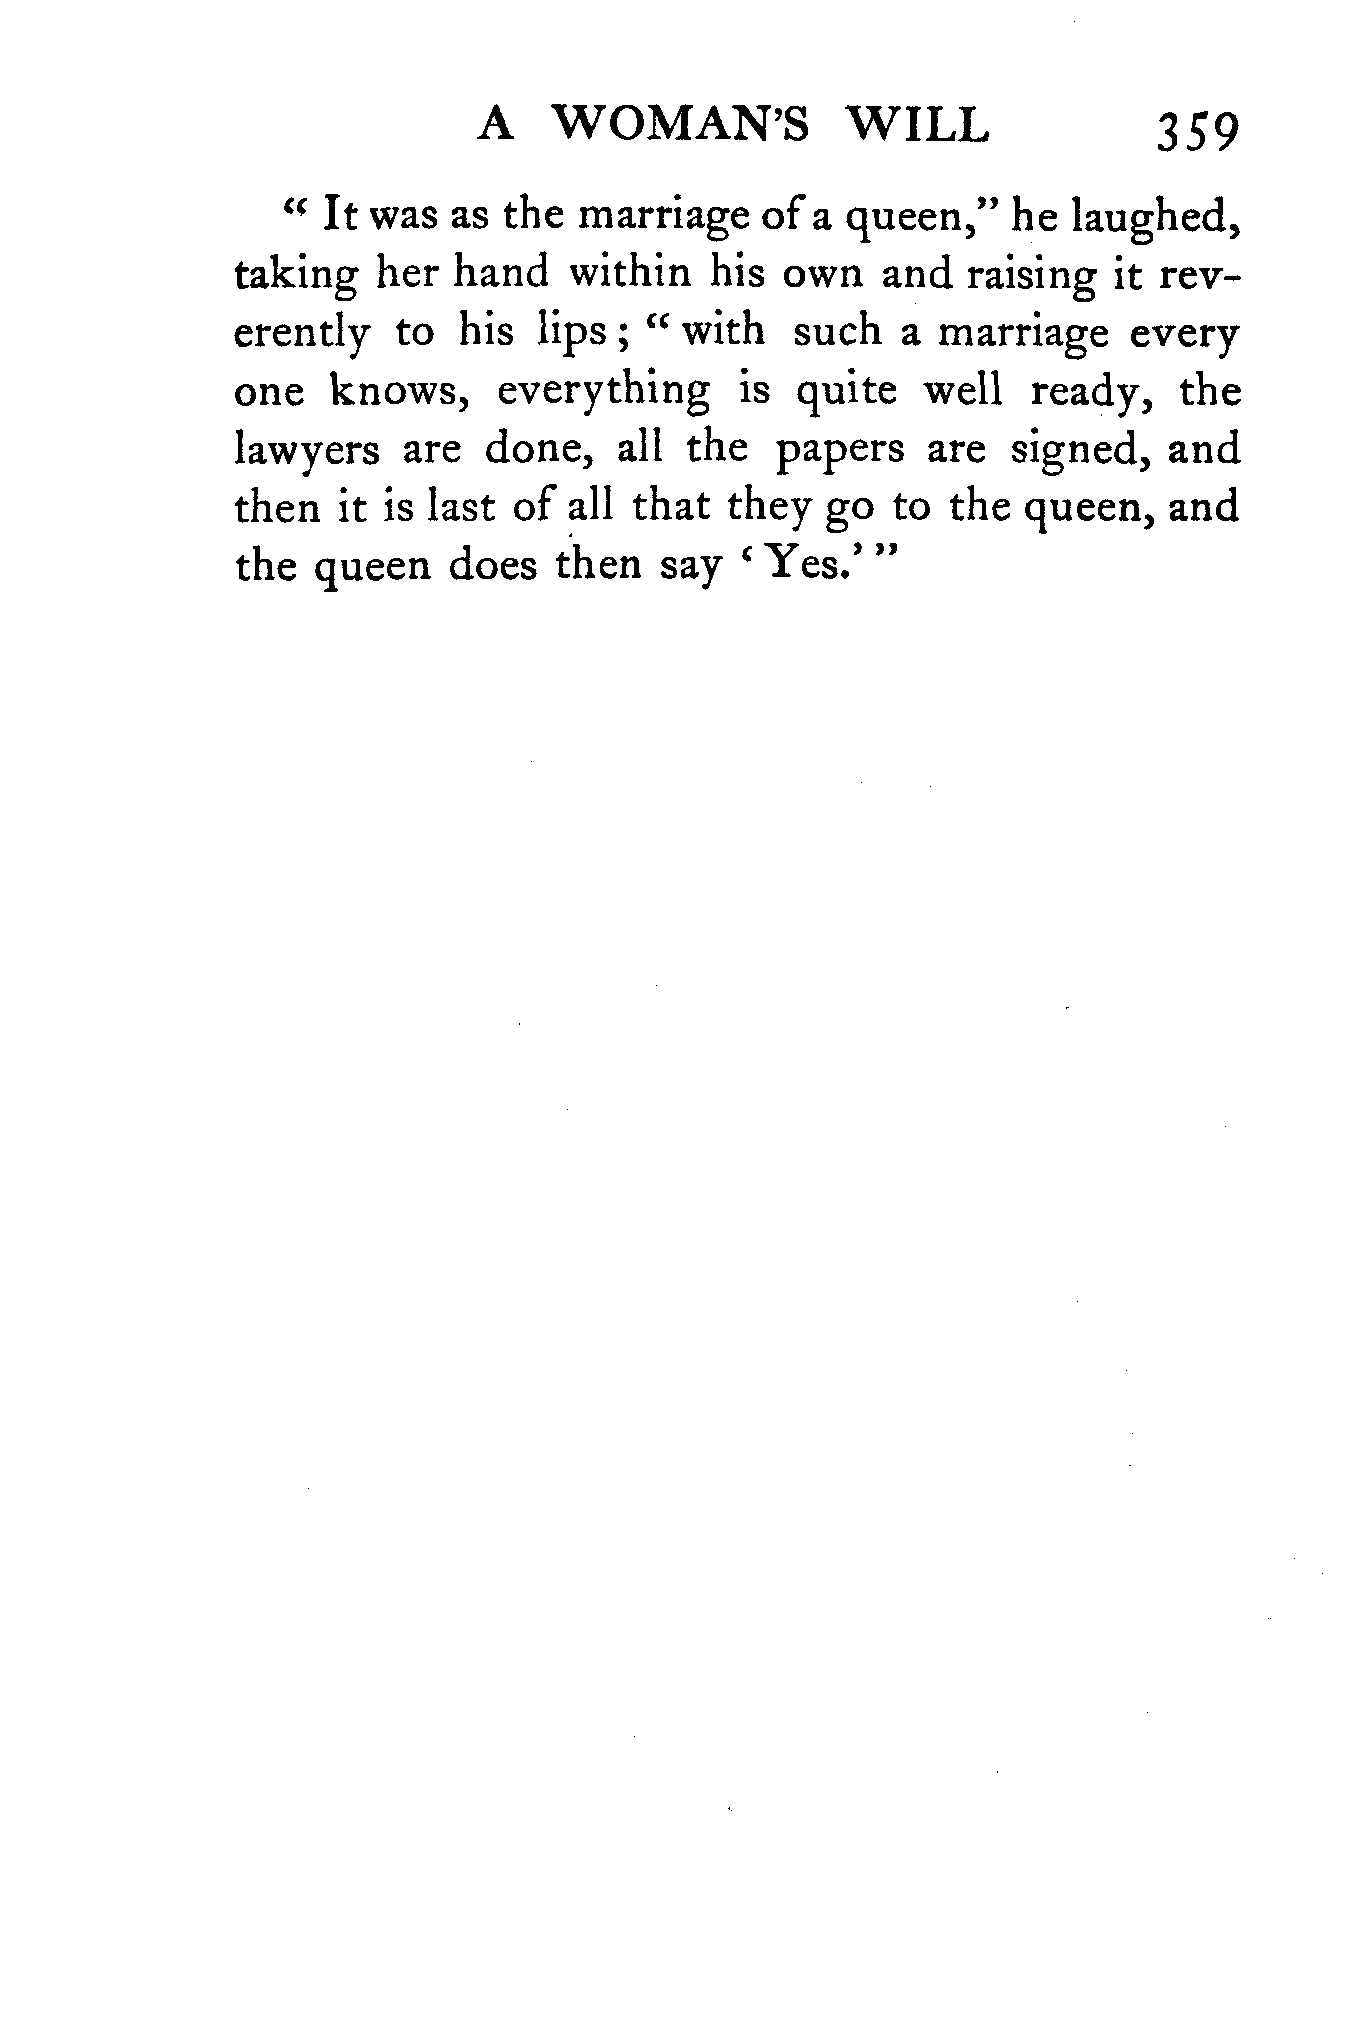 A WOMAN'S WILL 359
“ It was as the marriage of a queen,” he laughed,
taking her hand within his own and raising it rev-
erently to his lips ; “ with such a marriage every
one knows, everything is quite well ready, the
lawyers are done, all the papers are signed, and
then it is last of all that they go to the queen, and
the queen does then say ‘ Yes.’ ”